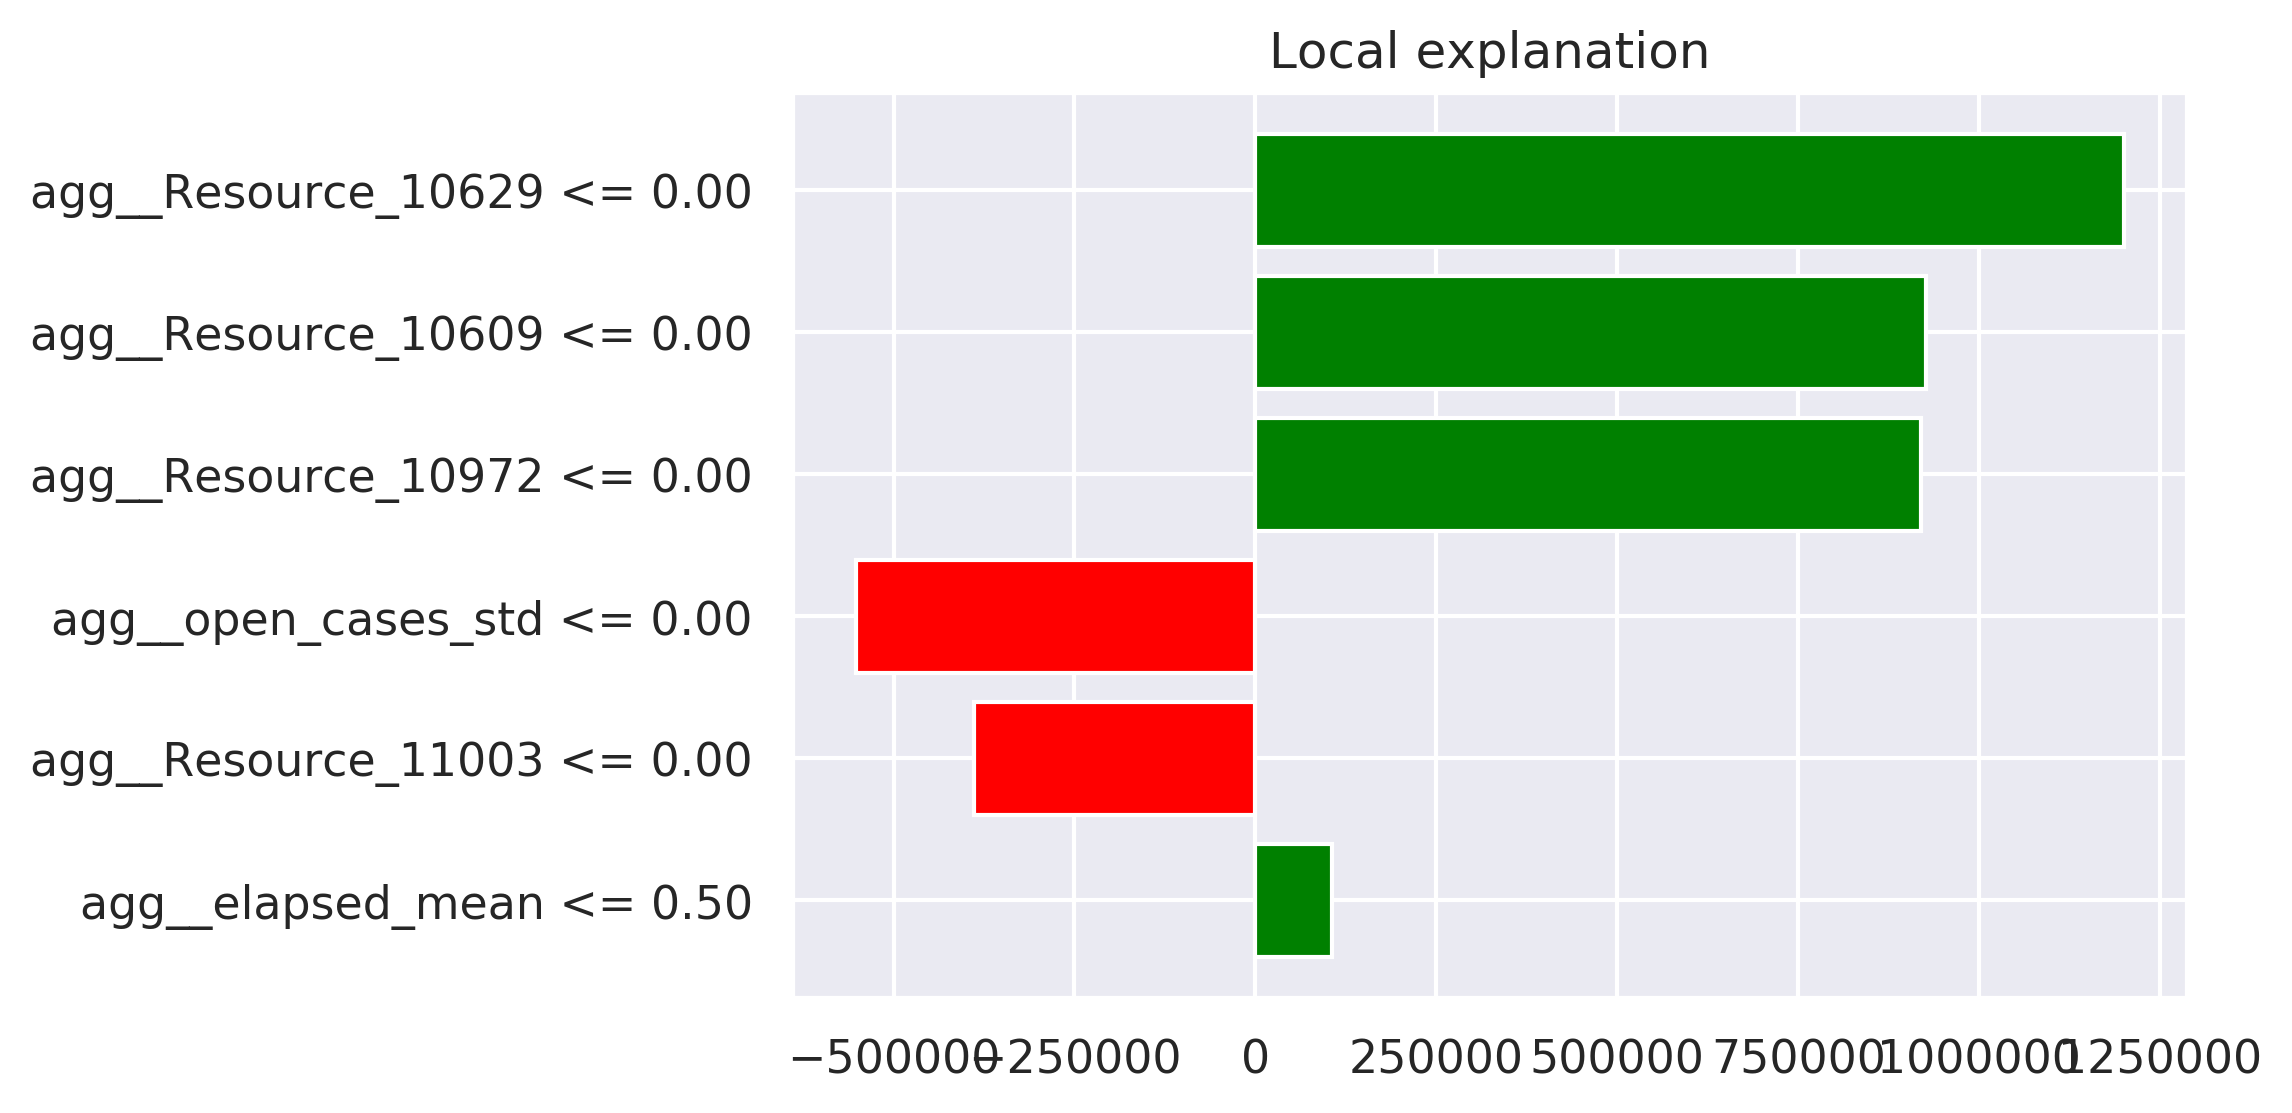 Local explanation
agg__Resource_10629 <= 0.00
agg__Resource_10609 <= 0.00
agg__Resource_10972 <= 0.00
agg__open_cases_std <= 0.00
agg__Resource_11003 <= 0.00
agg__elapsed_mean <= 0.50
−500000 −250000 0 250000 500000 750000 1000000 1250000